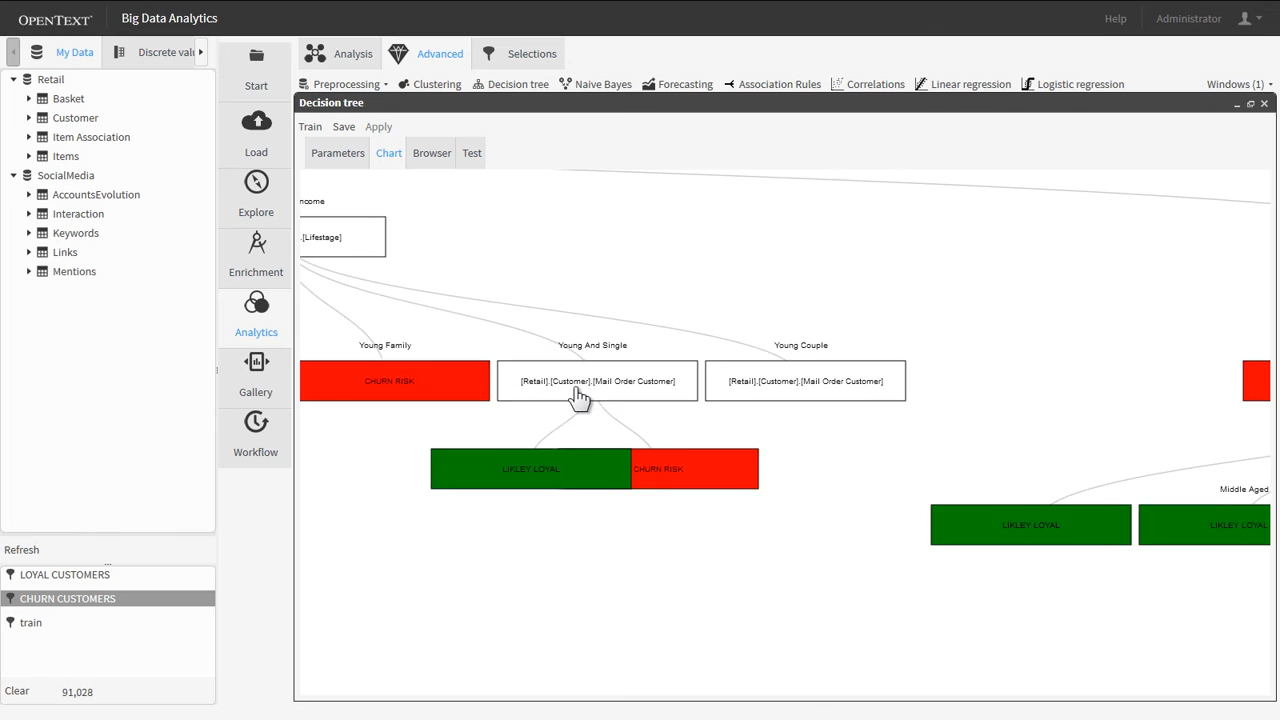 OPENTEXT
Big Data Analytics
Help
Administrator
My Data
Discrete valu
Analysis
Advanced
Selections
Preprocessing
Clustering
Decision tree
Naive Bayes
Forecasting
Association Rules
Correlations
Linear regression
Logistic regression
Windows (1)
Retail
Basket
Customer
Item Association
Items
SocialMedia
AccountsEvolution
Interaction
Keywords
Links
Mentions
Refresh
LOYAL CUSTOMERS
CHURN CUSTOMERS
train
Clear
91,028
Start
Load
Explore
Enrichment
Analytics
Gallery
Workflow
Decision tree
Train
Save
Apply
Parameters
Chart
Browser
Test
ncome
.[Lifestage]
Young Family
Young And Single
Young Couple
CHURN RISK
[Retail].[Customer].[Mail Order Customer]
[Retail].[Customer].[Mail Order Customer]
LIKLEY LOYAL
CHURN RISK
Middle Aged
LIKLEY LOYAL
LIKLEY LOYAL